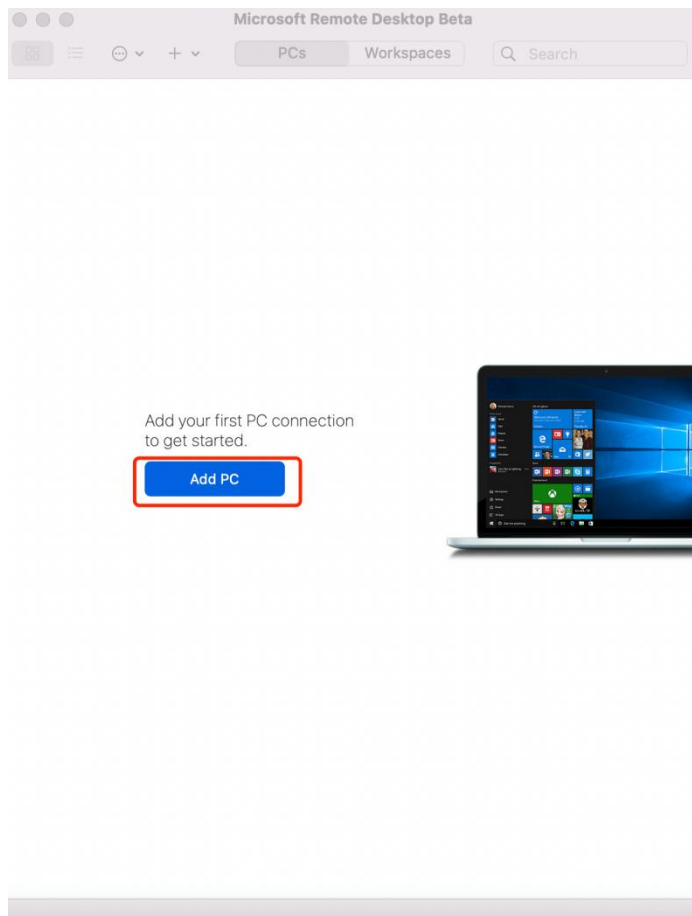 Microsoft Remote Desktop Beta
PCs
Workspaces
Search
Add your first PC connection
to get started.
Add PC